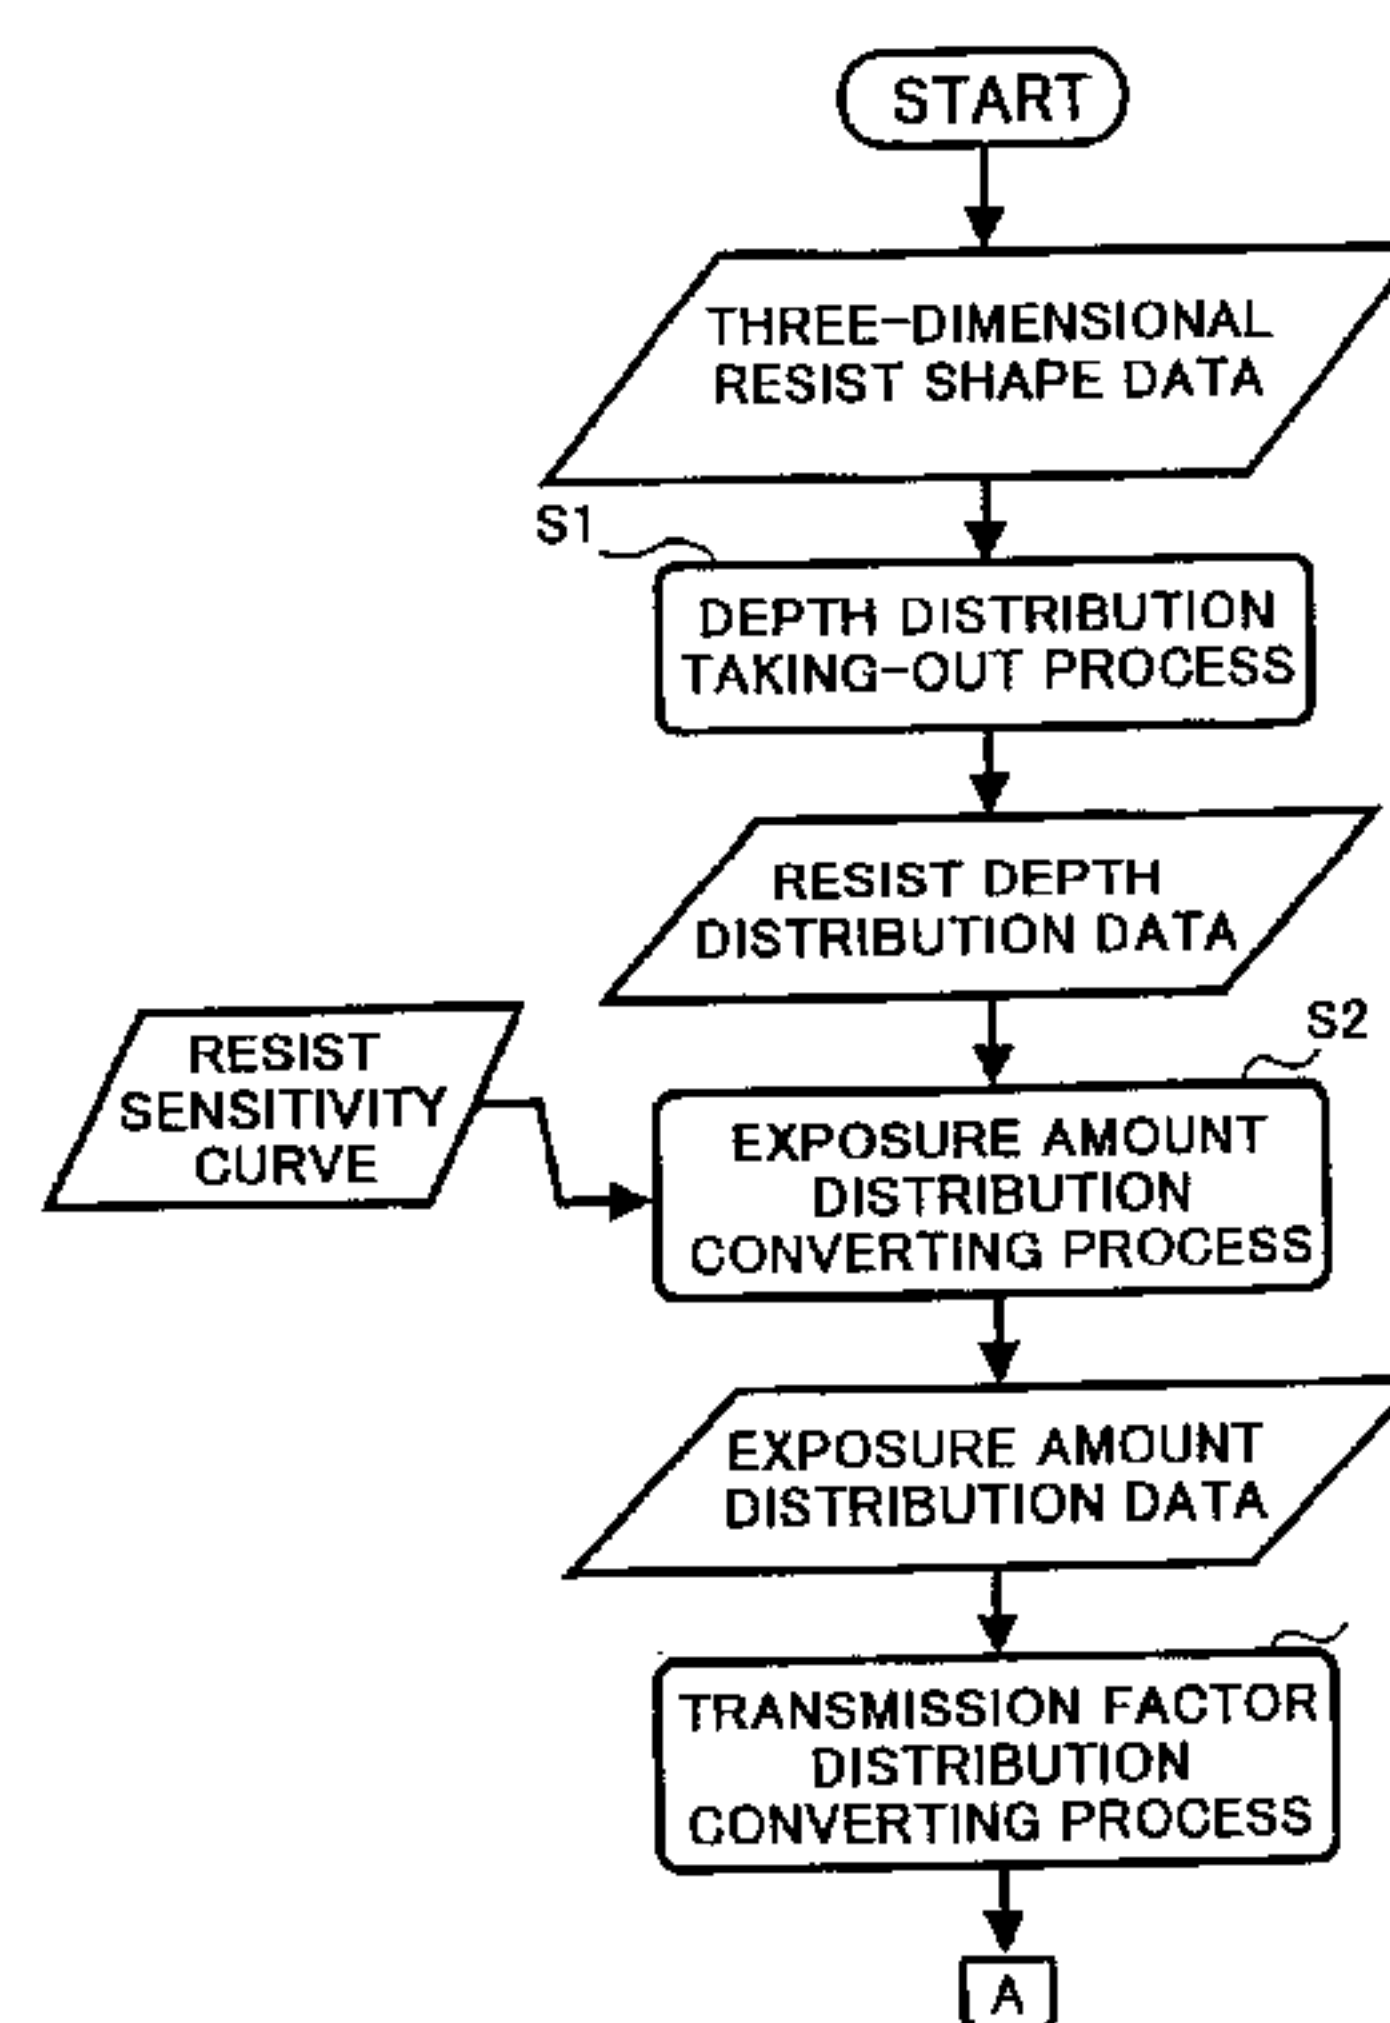 START
THREE-DIMENSIONAL
RESIST SHAPE DATA
S1
DEPTH DISTRIBUTION
TAKING-OUT PROCESS
RESIST DEPTH
DISTRIBUTION DATA
RESIST
SENSITIVITY
CURVE
S2
EXPOSURE AMOUNT
DISTRIBUTION
CONVERTING PROCESS
EXPOSURE AMOUNT
DISTRIBUTION DATA
TRANSMISSION FACTOR
DISTRIBUTION
CONVERTING PROCESS
A